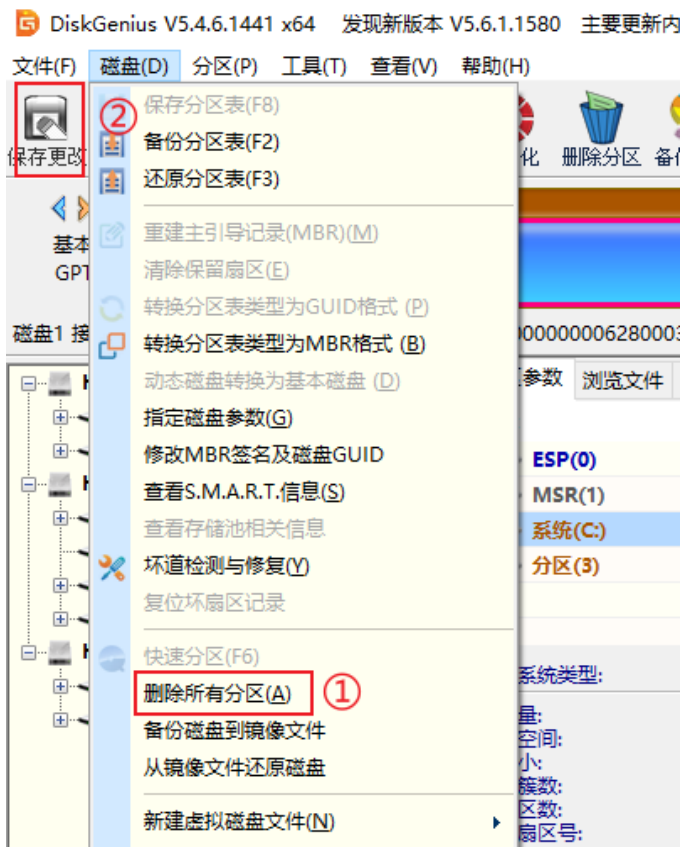 DiskGenius V5.4.6.1441 x64 发现新版本 V5.6.1.1580 主要更新内
文件(F) 磁盘(D) 分区(P) 工具(T) 查看(V) 帮助(H)
保存更改
②
化 删除分区
基本
GPT
磁盘1 接
保存分区表(F8)
备份分区表(F2)
还原分区表(F3)
重建主引导记录(MBR)(M)
清除保留扇区(E)
转换分区表类型为GUID格式 (P)
转换分区表类型为MBR格式 (B)
动态磁盘转换为基本磁盘 (D)
指定磁盘参数(G)
修改MBR签名及磁盘GUID
查看S.M.A.R.T.信息(S)
查看存储池相关信息
坏道检测与修复(Y)
复位坏扇区记录
快速分区(F6)
删除所有分区(A) ①
备份磁盘到镜像文件
从镜像文件还原磁盘
新建虚拟磁盘文件(N)
参数 浏览文件
ESP(0)
MSR(1)
系统(C:)
分区(3)
系统类型:
量:
空间:
小:
簇数:
区数:
扇区号: